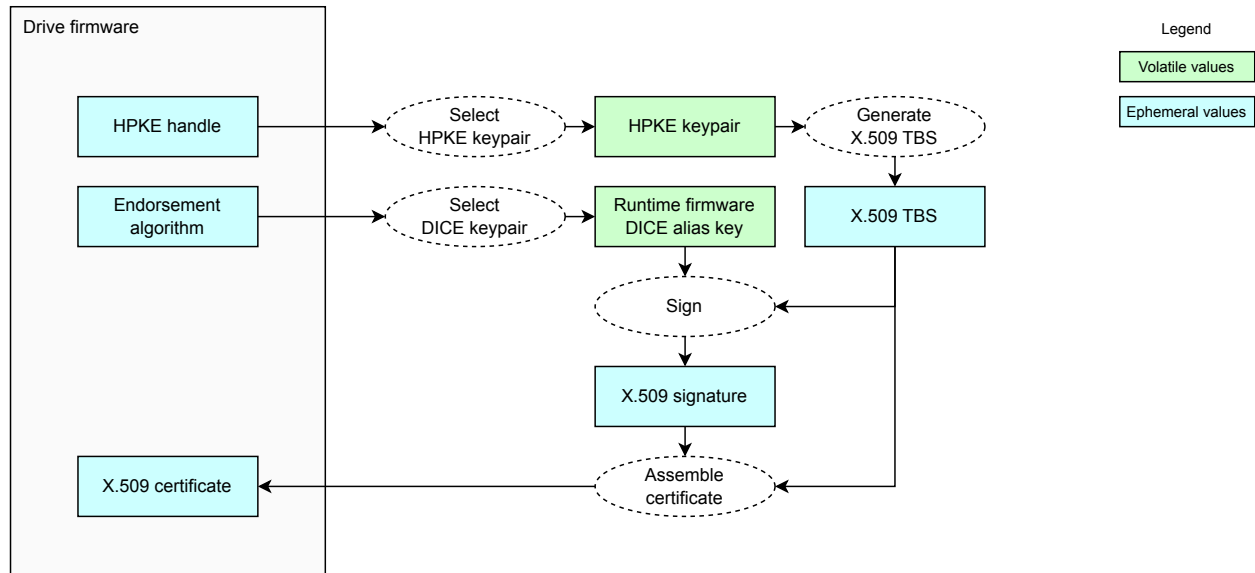 Drive firmware
Legend
Volatile values
Ephemeral values
HPKE handle
Select
HPKE keypair
HPKE keypair
Generate
X.509 TBS
Endorsement
algorithm
Select
DICE keypair
Runtime firmware
DICE alias key
X.509 TBS
Sign
X.509 signature
X.509 certificate
Assemble
certificate